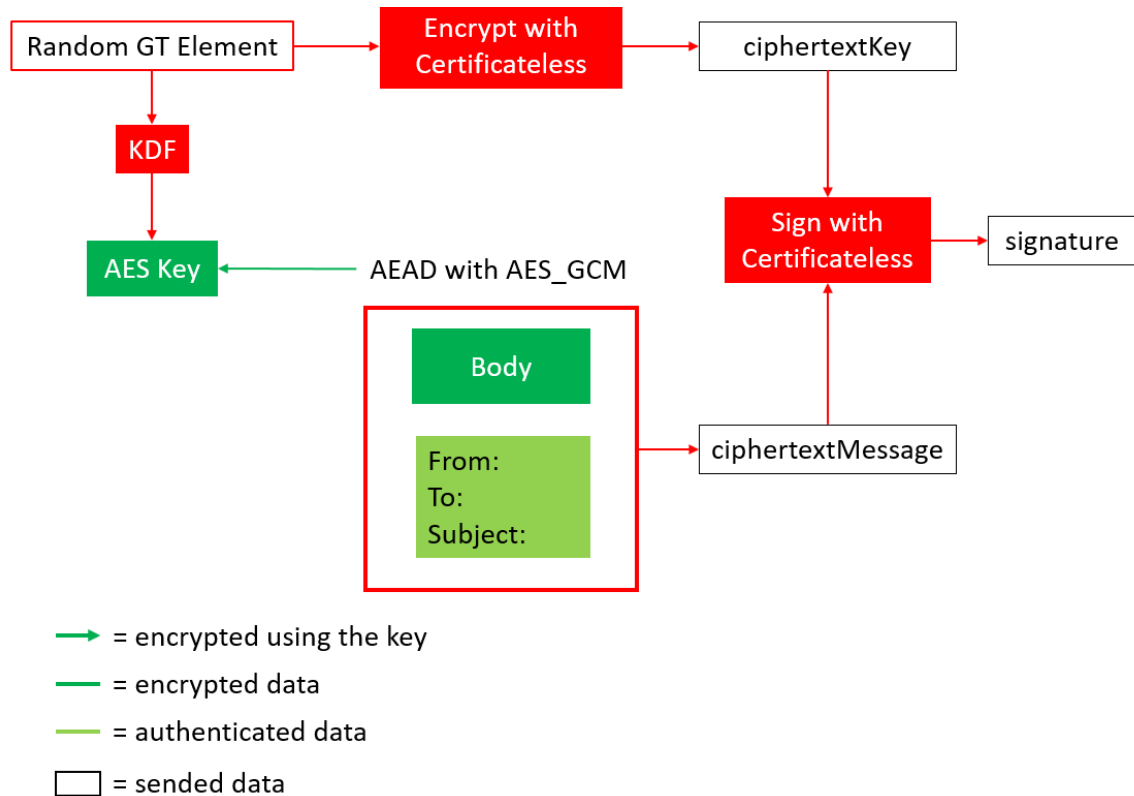 Random GT Element
Encrypt with
Certificateless
ciphertextKey
KDF
AES Key
AEAD with AES_GCM
Sign with
Certificateless
signature
Body
From:
To:
Subject:
ciphertextMessage
= encrypted using the key
= encrypted data
= authenticated data
= sended data